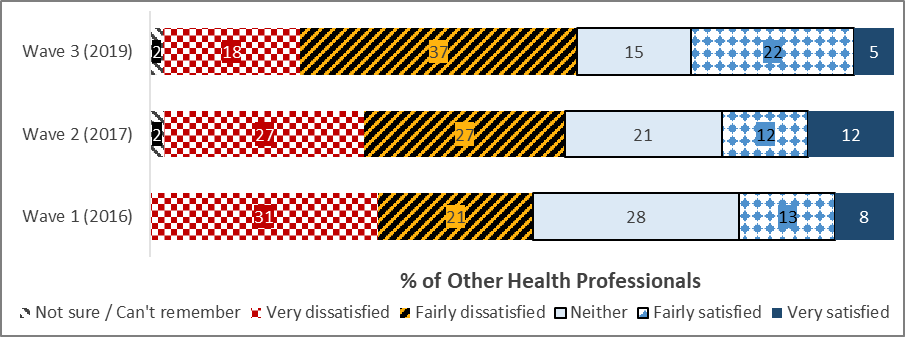 Wave 3 (2019) 2 18 37 15 22 5
Wave 2 (2017) 2 27 27 21 12 12
Wave 1 (2016) 31 21 28 13 8
% of Other Health Professionals
Not sure / Can't remember Very dissatisfied Fairly dissatisfied Neither Fairly satisfied Very satisfied